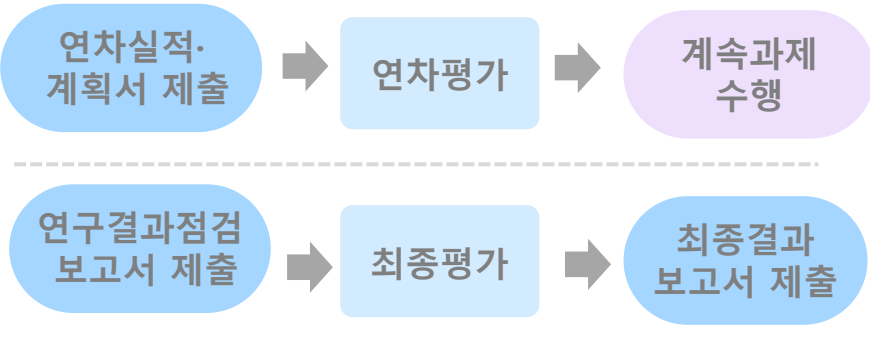 연차실적·
계획서 제출
연차평가
계속과제
수행
연구결과점검
보고서 제출
최종평가
최종결과
보고서 제출